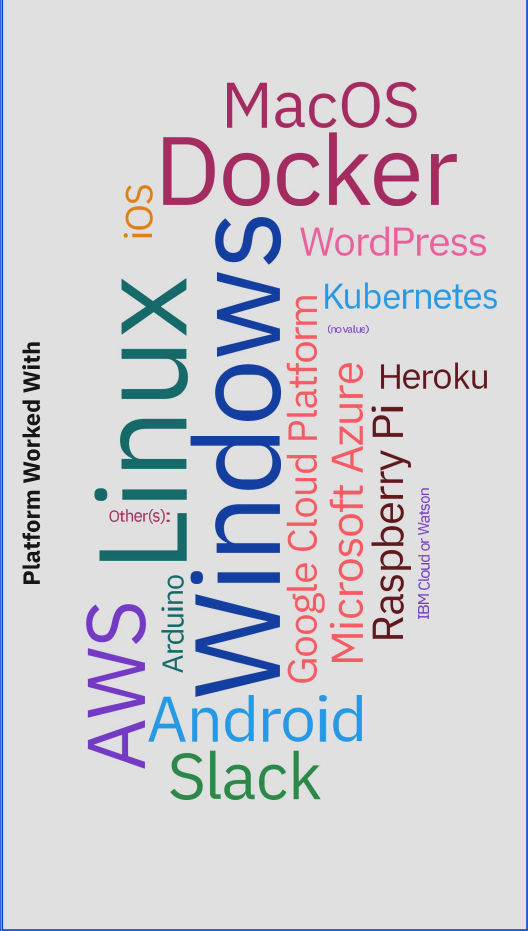 Platform Worked With
MacOS
Docker
iOS
WordPress
Windows
Linux
Kubernetes
(no value)
Google Cloud Platform
Microsoft Azure
Heroku
Raspberry Pi
IBM Cloud or Watson
Other(s):
Arduino
AWS
Android
Slack